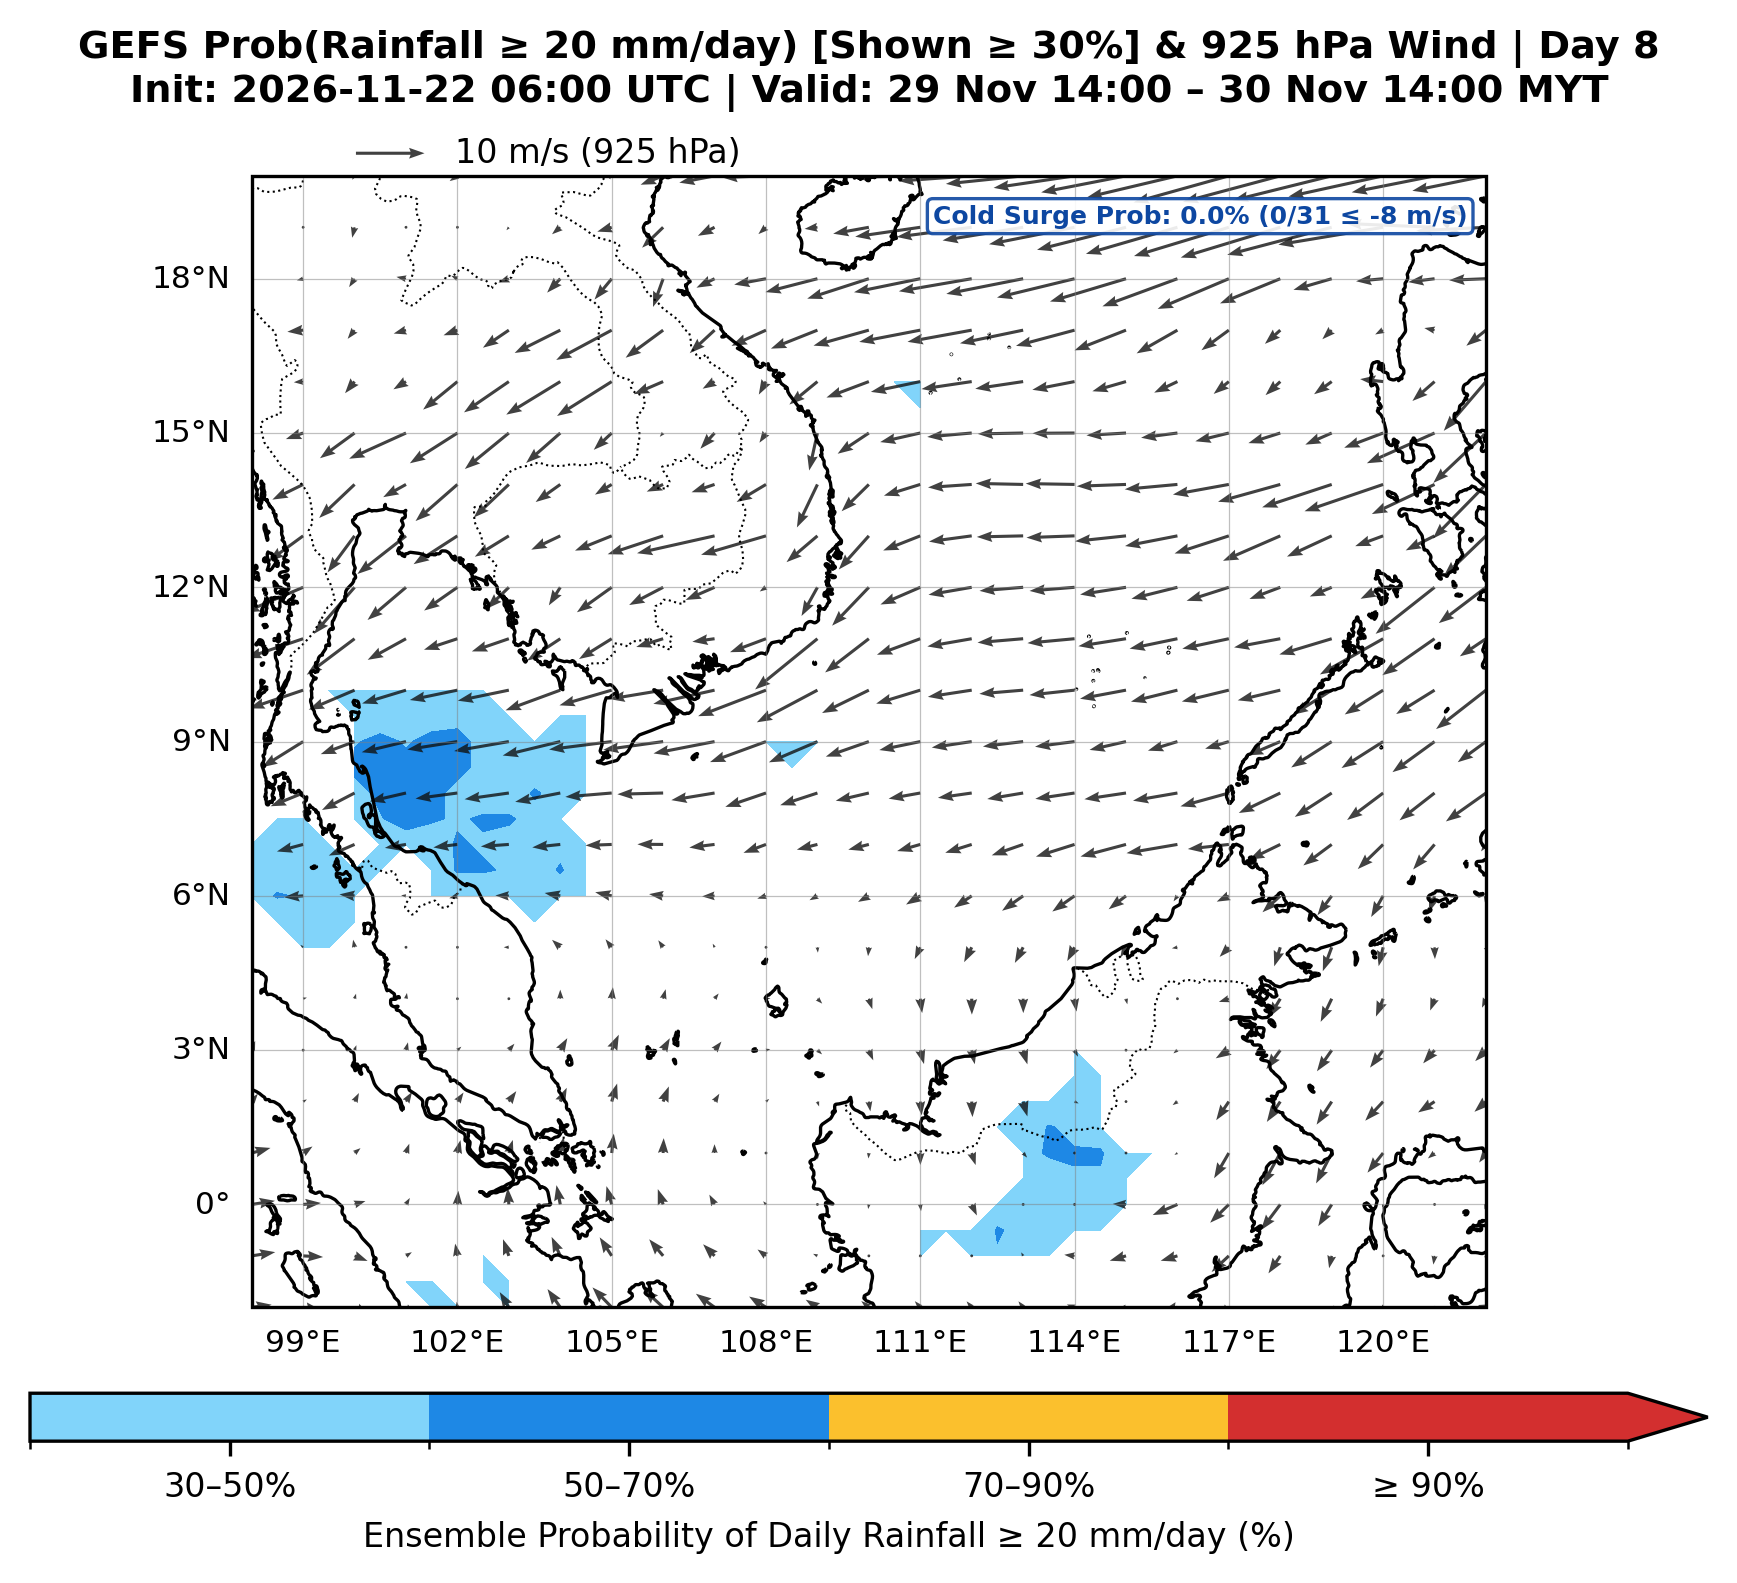 GEFS Prob(Rainfall ≥ 20 mm/day) [Shown ≥ 30%] & 925 hPa Wind | Day 8
Init: 2026-11-22 06:00 UTC | Valid: 29 Nov 14:00 – 30 Nov 14:00 MYT
10 m/s (925 hPa)
Cold Surge Prob: 0.0% (0/31 ≤ -8 m/s)
18°N
15°N
12°N
9°N
6°N
3°N
0°
99°E 102°E 105°E 108°E 111°E 114°E 117°E 120°E
30–50% 50–70% 70–90% ≥ 90%
Ensemble Probability of Daily Rainfall ≥ 20 mm/day (%)